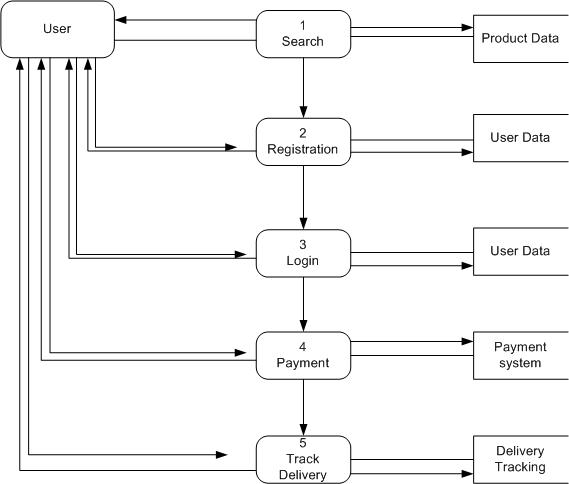 User
1
Search
Product Data
2
Registration
User Data
3
Login
User Data
4
Payment
Payment
system
5
Track
Delivery
Delivery
Tracking